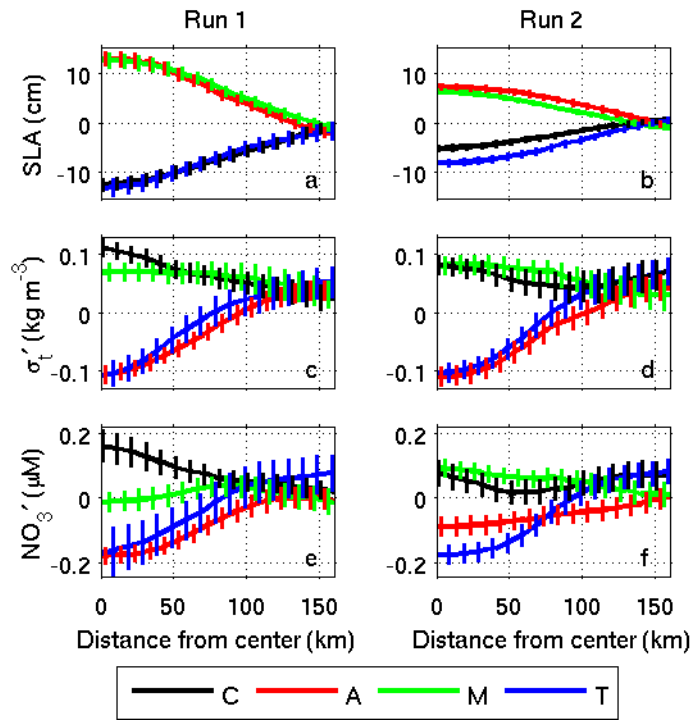 Run 1
Run 2
SLA (cm)
10
0
-10
a
10
0
-10
b
σt′ (kg m-3)
0.1
0
-0.1
c
0.1
0
-0.1
d
NO3′ (μM)
0.2
0
-0.2
e
0.2
0
-0.2
f
0 50 100 150
0 50 100 150
Distance from center (km)
Distance from center (km)
C A M T